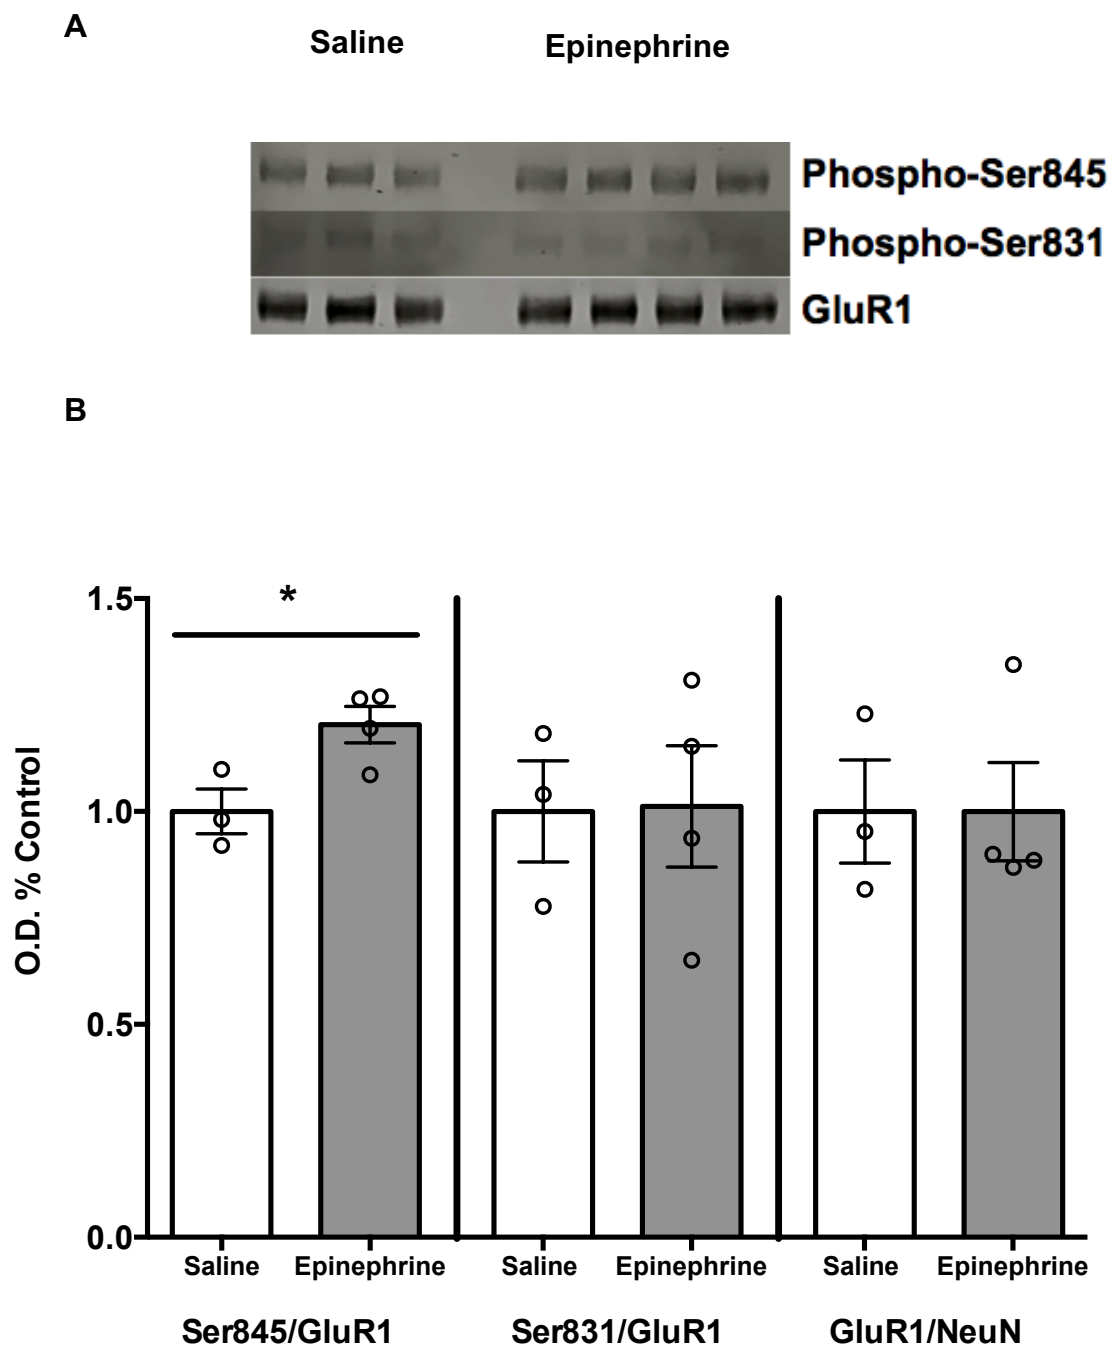 A
Saline Epinephrine
Phospho-Ser845
Phospho-Ser831
GluR1
B
*
1.5
1.0
0.5
0.0
O.D. % Control
Saline Epinephrine Saline Epinephrine Saline Epinephrine
Ser845/GluR1 Ser831/GluR1 GluR1/NeuN